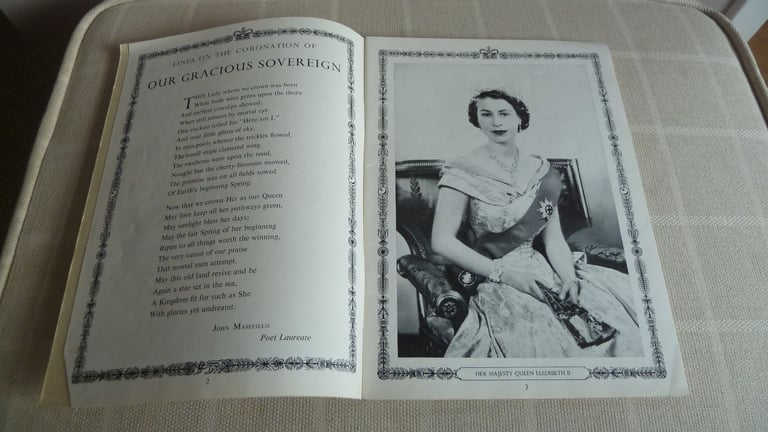 LINES ON THE CORONATION OF
OUR GRACIOUS SOVEREIGN
THIS Lady whom we crown was born
When buds were green upon the thorn
And earliest cowslips showed;
When still unseen by mortal eye
One cuckoo tolled his "Here am I."
And over little glints of sky,
In rain-pools whence the trickles flowed,
The small snipe clattered wing.
The swallows were upon the road,
Nought but the cherry-blossom snowed,
The promise was on all fields sowed
Of Earth's beginning Spring.
Now that we crown Her as our Queen
May love keep all her pathways green,
May sunlight bless her days;
May the fair Spring of her beginning
Ripen to all things worth the winning,
The very surest of our praise
That mortal men attempt.
May this old land revive and be
Again a star set in the sea,
A Kingdom fit for such as She
With glories yet undreamt.
JOHN MASEFIELD
Poet Laureate
2
HER MAJESTY QUEEN ELIZABETH II
3